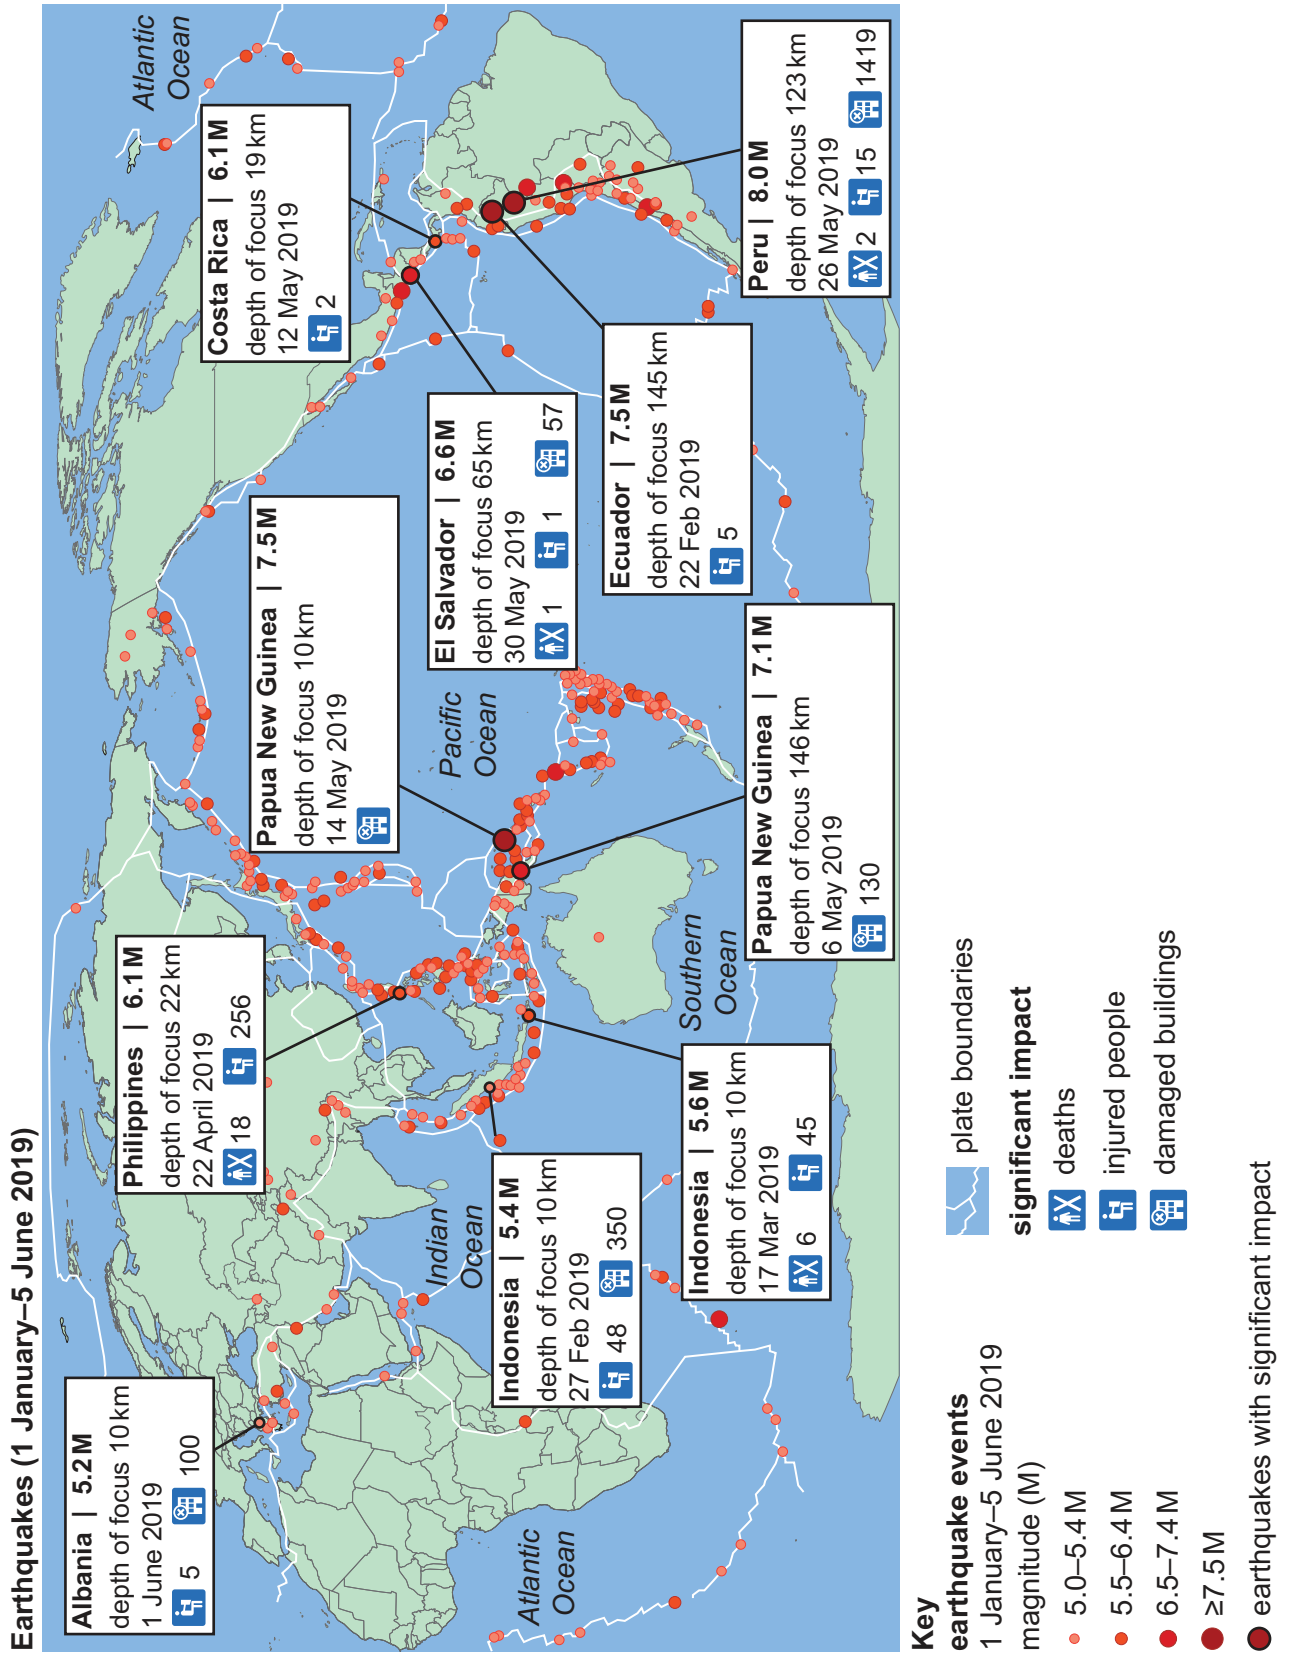 Earthquakes (1 January–5 June 2019)
Atlantic
Ocean
Albania | 5.2 M
depth of focus 10 km
1 June 2019
5 100
Philippines | 6.1 M
depth of focus 22 km
22 April 2019
18 256
Costa Rica | 6.1 M
depth of focus 19 km
12 May 2019
2
Papua New Guinea | 7.5 M
depth of focus 10 km
14 May 2019
El Salvador | 6.6 M
depth of focus 65 km
30 May 2019
1 1 57
Pacific
Ocean
Indian
Ocean
Indonesia | 5.4 M
depth of focus 10 km
27 Feb 2019
48 350
Atlantic
Ocean
Ecuador | 7.5 M
depth of focus 145 km
22 Feb 2019
5
Southern
Ocean
Indonesia | 5.6 M
depth of focus 10 km
17 Mar 2019
6 45
Papua New Guinea | 7.1 M
depth of focus 146 km
6 May 2019
130
Peru | 8.0 M
depth of focus 123 km
26 May 2019
2 15 1419
Key
earthquake events
1 January–5 June 2019
magnitude (M)
5.0–5.4 M
5.5–6.4 M
6.5–7.4 M
≥7.5 M
earthquakes with significant impact
plate boundaries
significant impact
deaths
injured people
damaged buildings